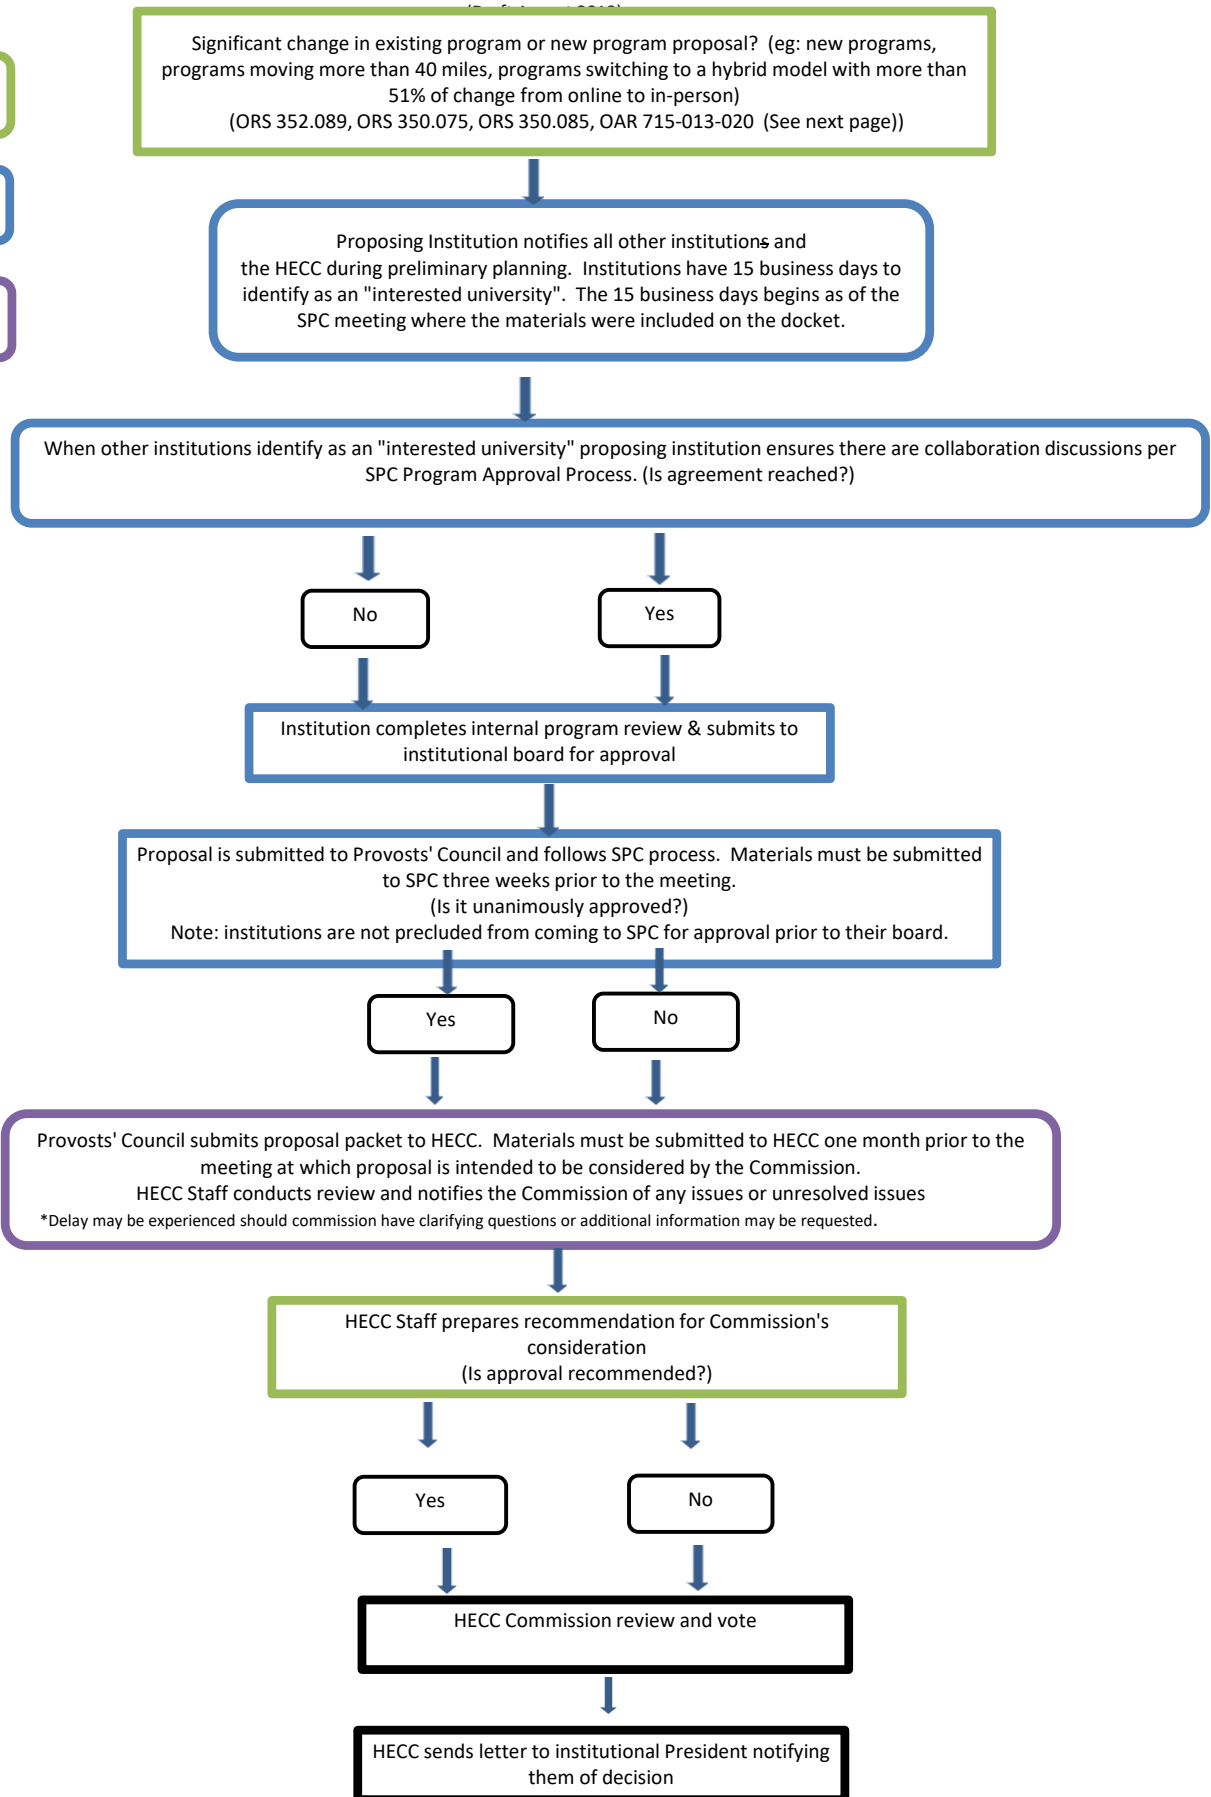 Significant change in existing program or new program proposal? (eg: new programs,
programs moving more than 40 miles, programs switching to a hybrid model with more than
51% of change from online to in-person)
(ORS 352.089, ORS 350.075, ORS 350.085, OAR 715-013-020 (See next page))
Proposing Institution notifies all other institutions and
the HECC during preliminary planning. Institutions have 15 business days to
identify as an "interested university". The 15 business days begins as of the
SPC meeting where the materials were included on the docket.
When other institutions identify as an "interested university" proposing institution ensures there are collaboration discussions per
SPC Program Approval Process. (Is agreement reached?)
No
Yes
Institution completes internal program review & submits to
institutional board for approval
Proposal is submitted to Provosts' Council and follows SPC process. Materials must be submitted
to SPC three weeks prior to the meeting.
(Is it unanimously approved?)
Note: institutions are not precluded from coming to SPC for approval prior to their board.
Yes
No
Provosts' Council submits proposal packet to HECC. Materials must be submitted to HECC one month prior to the
meeting at which proposal is intended to be considered by the Commission.
HECC Staff conducts review and notifies the Commission of any issues or unresolved issues
*Delay may be experienced should commission have clarifying questions or additional information may be requested.
HECC Staff prepares recommendation for Commission's
consideration
(Is approval recommended?)
Yes
No
HECC Commission review and vote
HECC sends letter to institutional President notifying
them of decision